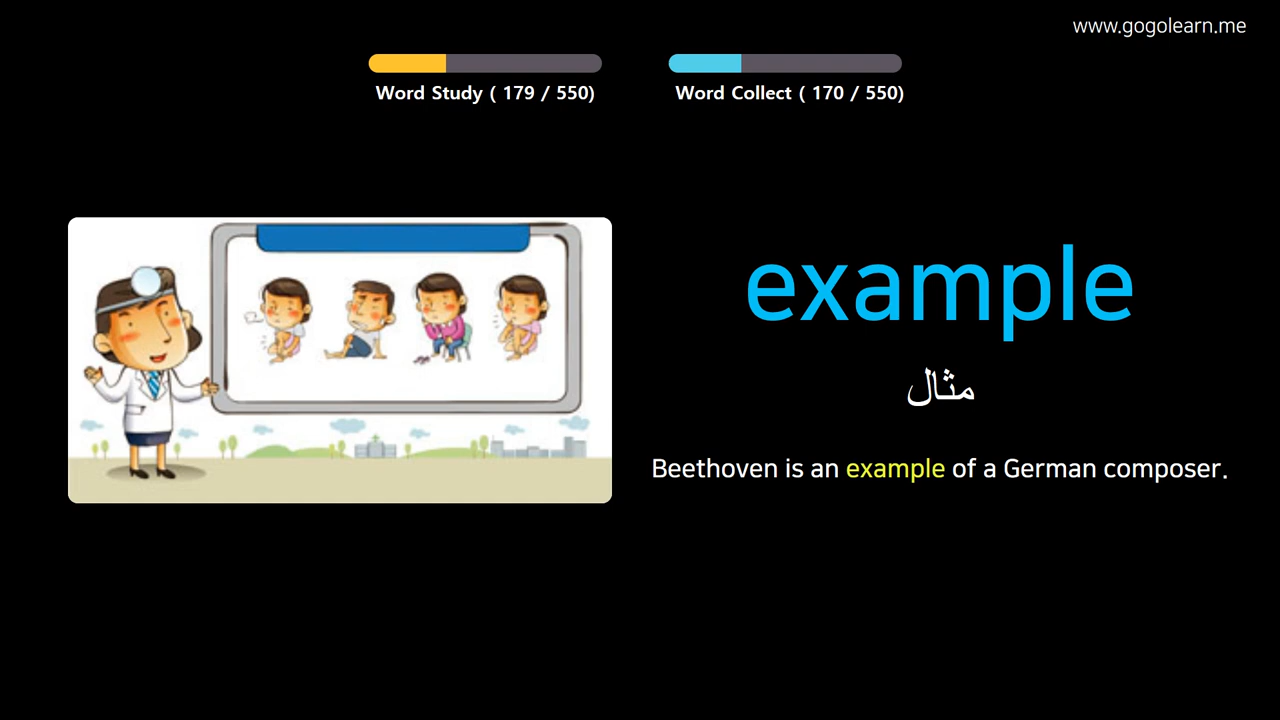 www.gogolearn.me
Word Study ( 179 / 550)
Word Collect ( 170 / 550)
example
مثال
Beethoven is an example of a German composer.